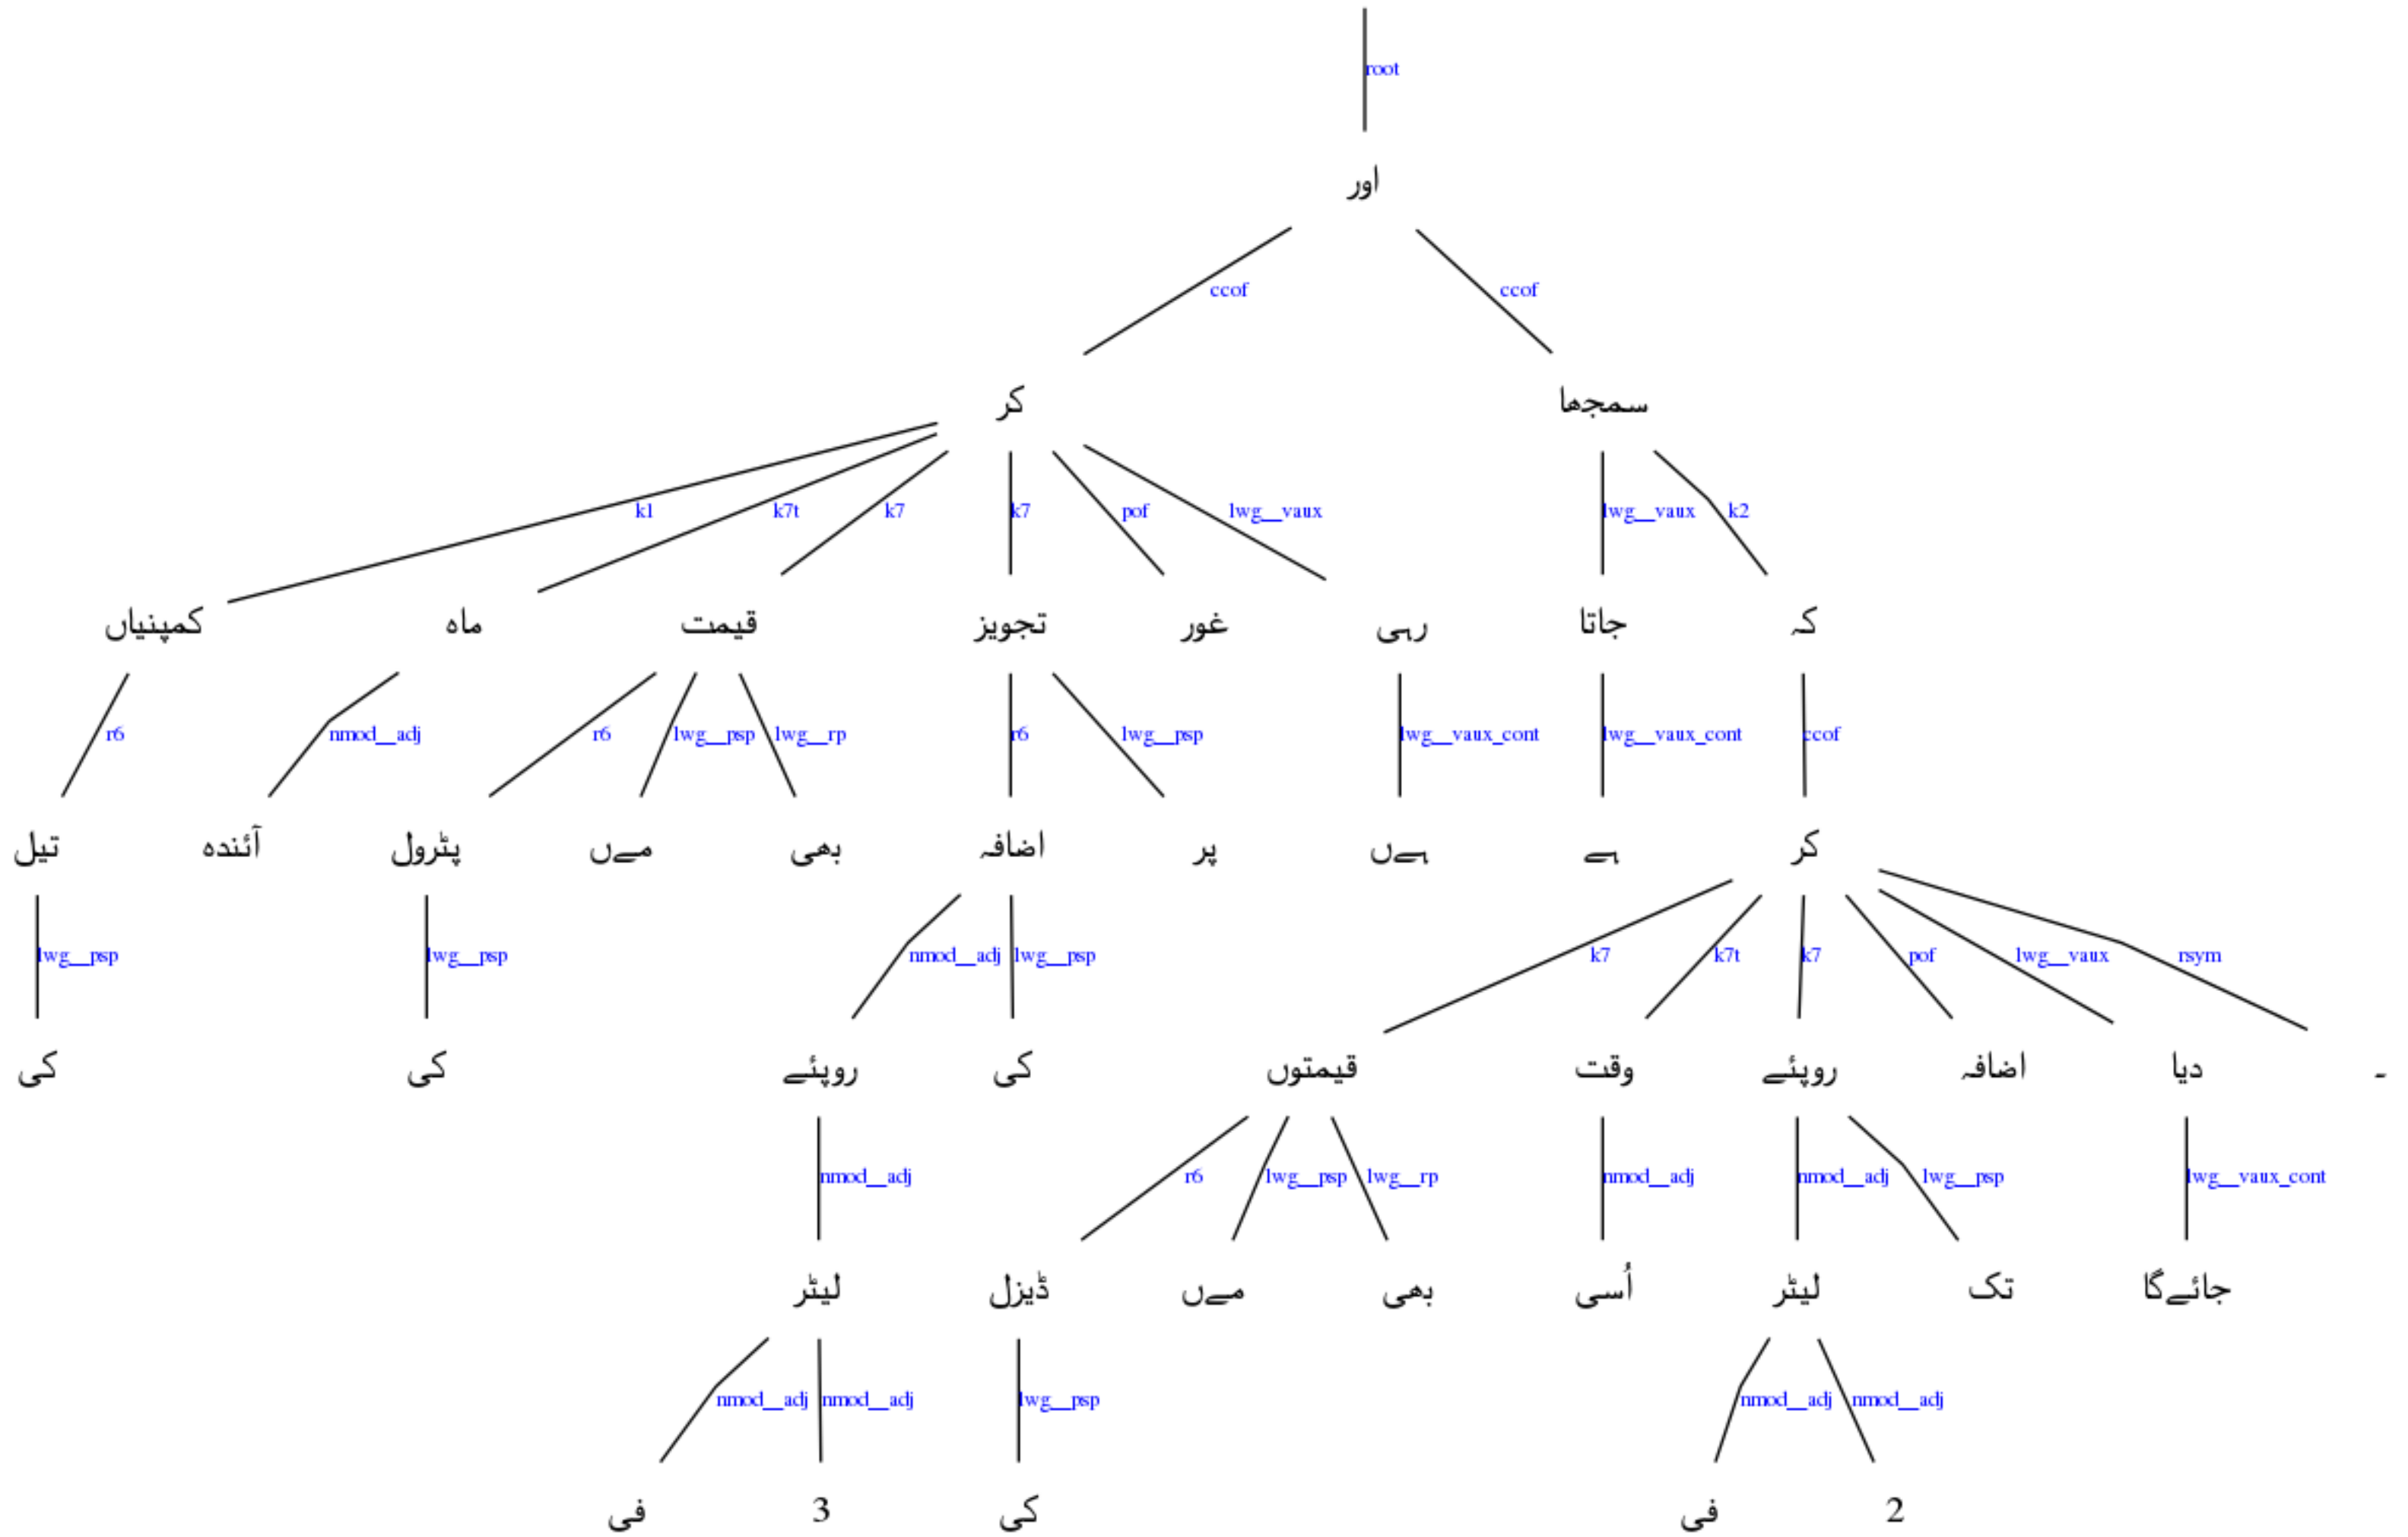 root
اور
ccof ccof
کر سمجھا
k1 k7t k7 k7 pof lwg__vaux lwg__vaux k2
کمپنیاں ماہ قیمت تجویز غور رہی جاتا کہ
r6 nmod__adj r6 lwg__psp lwg__rp r6 lwg__psp lwg__vaux_cont lwg__vaux_cont ccof
تیل آئندہ پٹرول مےں بھی اضافہ پر ہےں ہے کر
lwg__psp lwg__psp nmod__adj lwg__psp k7 k7t k7 pof lwg__vaux rsym
کی کی روپئے کی قیمتوں وقت روپئے اضافہ دیا ۔
nmod__adj r6 lwg__psp lwg__rp nmod__adj nmod__adj lwg__psp lwg__vaux_cont
لیٹر ڈیزل مےں بھی اُسی لیٹر تک جائےگا
nmod__adj nmod__adj lwg__psp nmod__adj nmod__adj
فی 3 کی فی 2